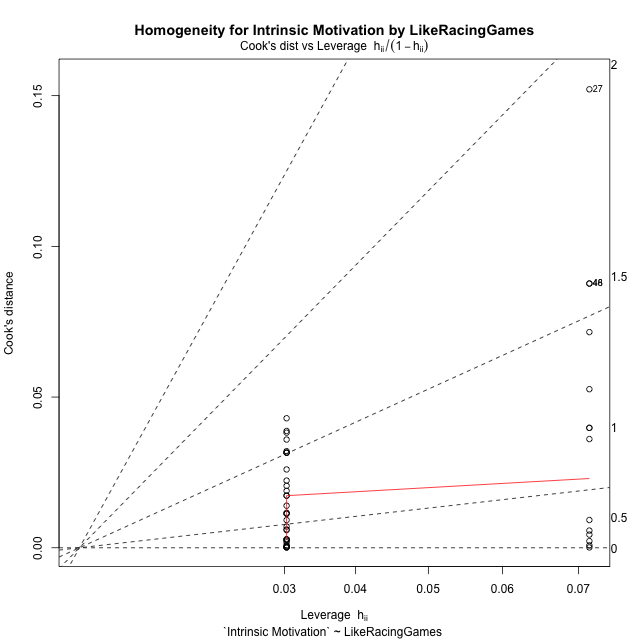 Homogeneity for Intrinsic Motivation by LikeRacingGames
Cook's dist vs Leverage hii/(1 − hii)
2
0.15
27
0.10
1.5
Cook's distance
0.05
1
0.5
0.00
0
0.03 0.04 0.05 0.06 0.07
Leverage hii
`Intrinsic Motivation` ~ LikeRacingGames